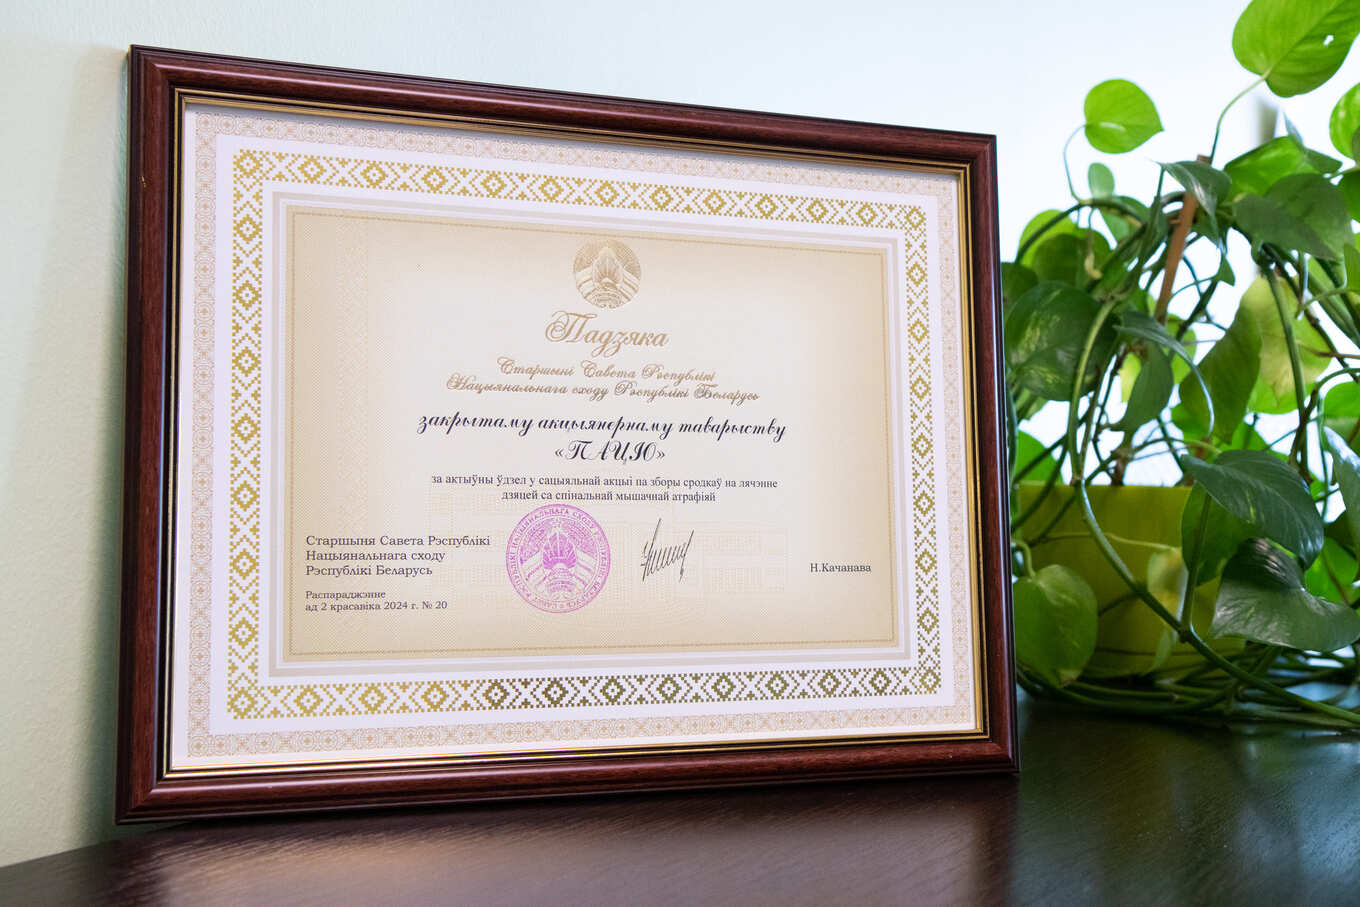 Падзяка
Старшыні Савета Рэспублікі
Нацыянальнага сходу Рэспублікі Беларусь
закрытаму акцыянернаму таварыству
«ПАЦІО»
за актыўны ўдзел у сацыяльнай акцыі па зборы сродкаў на лячэнне
дзяцей са спінальнай мышачнай атрафіяй
Старшыня Савета Рэспублікі
Нацыянальнага сходу
Рэспублікі Беларусь
Н.Качанава
Распараджэнне
ад 2 красавіка 2024 г. № 20